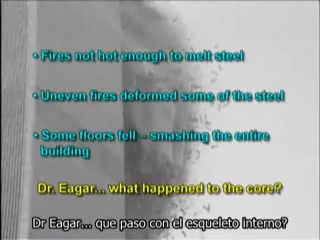 • Fires not hot enough to melt steel
• Uneven fires deformed some of the steel
• Some floors fell – smashing the entire
building
Dr. Eagar... what happened to the core?
Dr Eagar... que paso con el esqueleto interno?